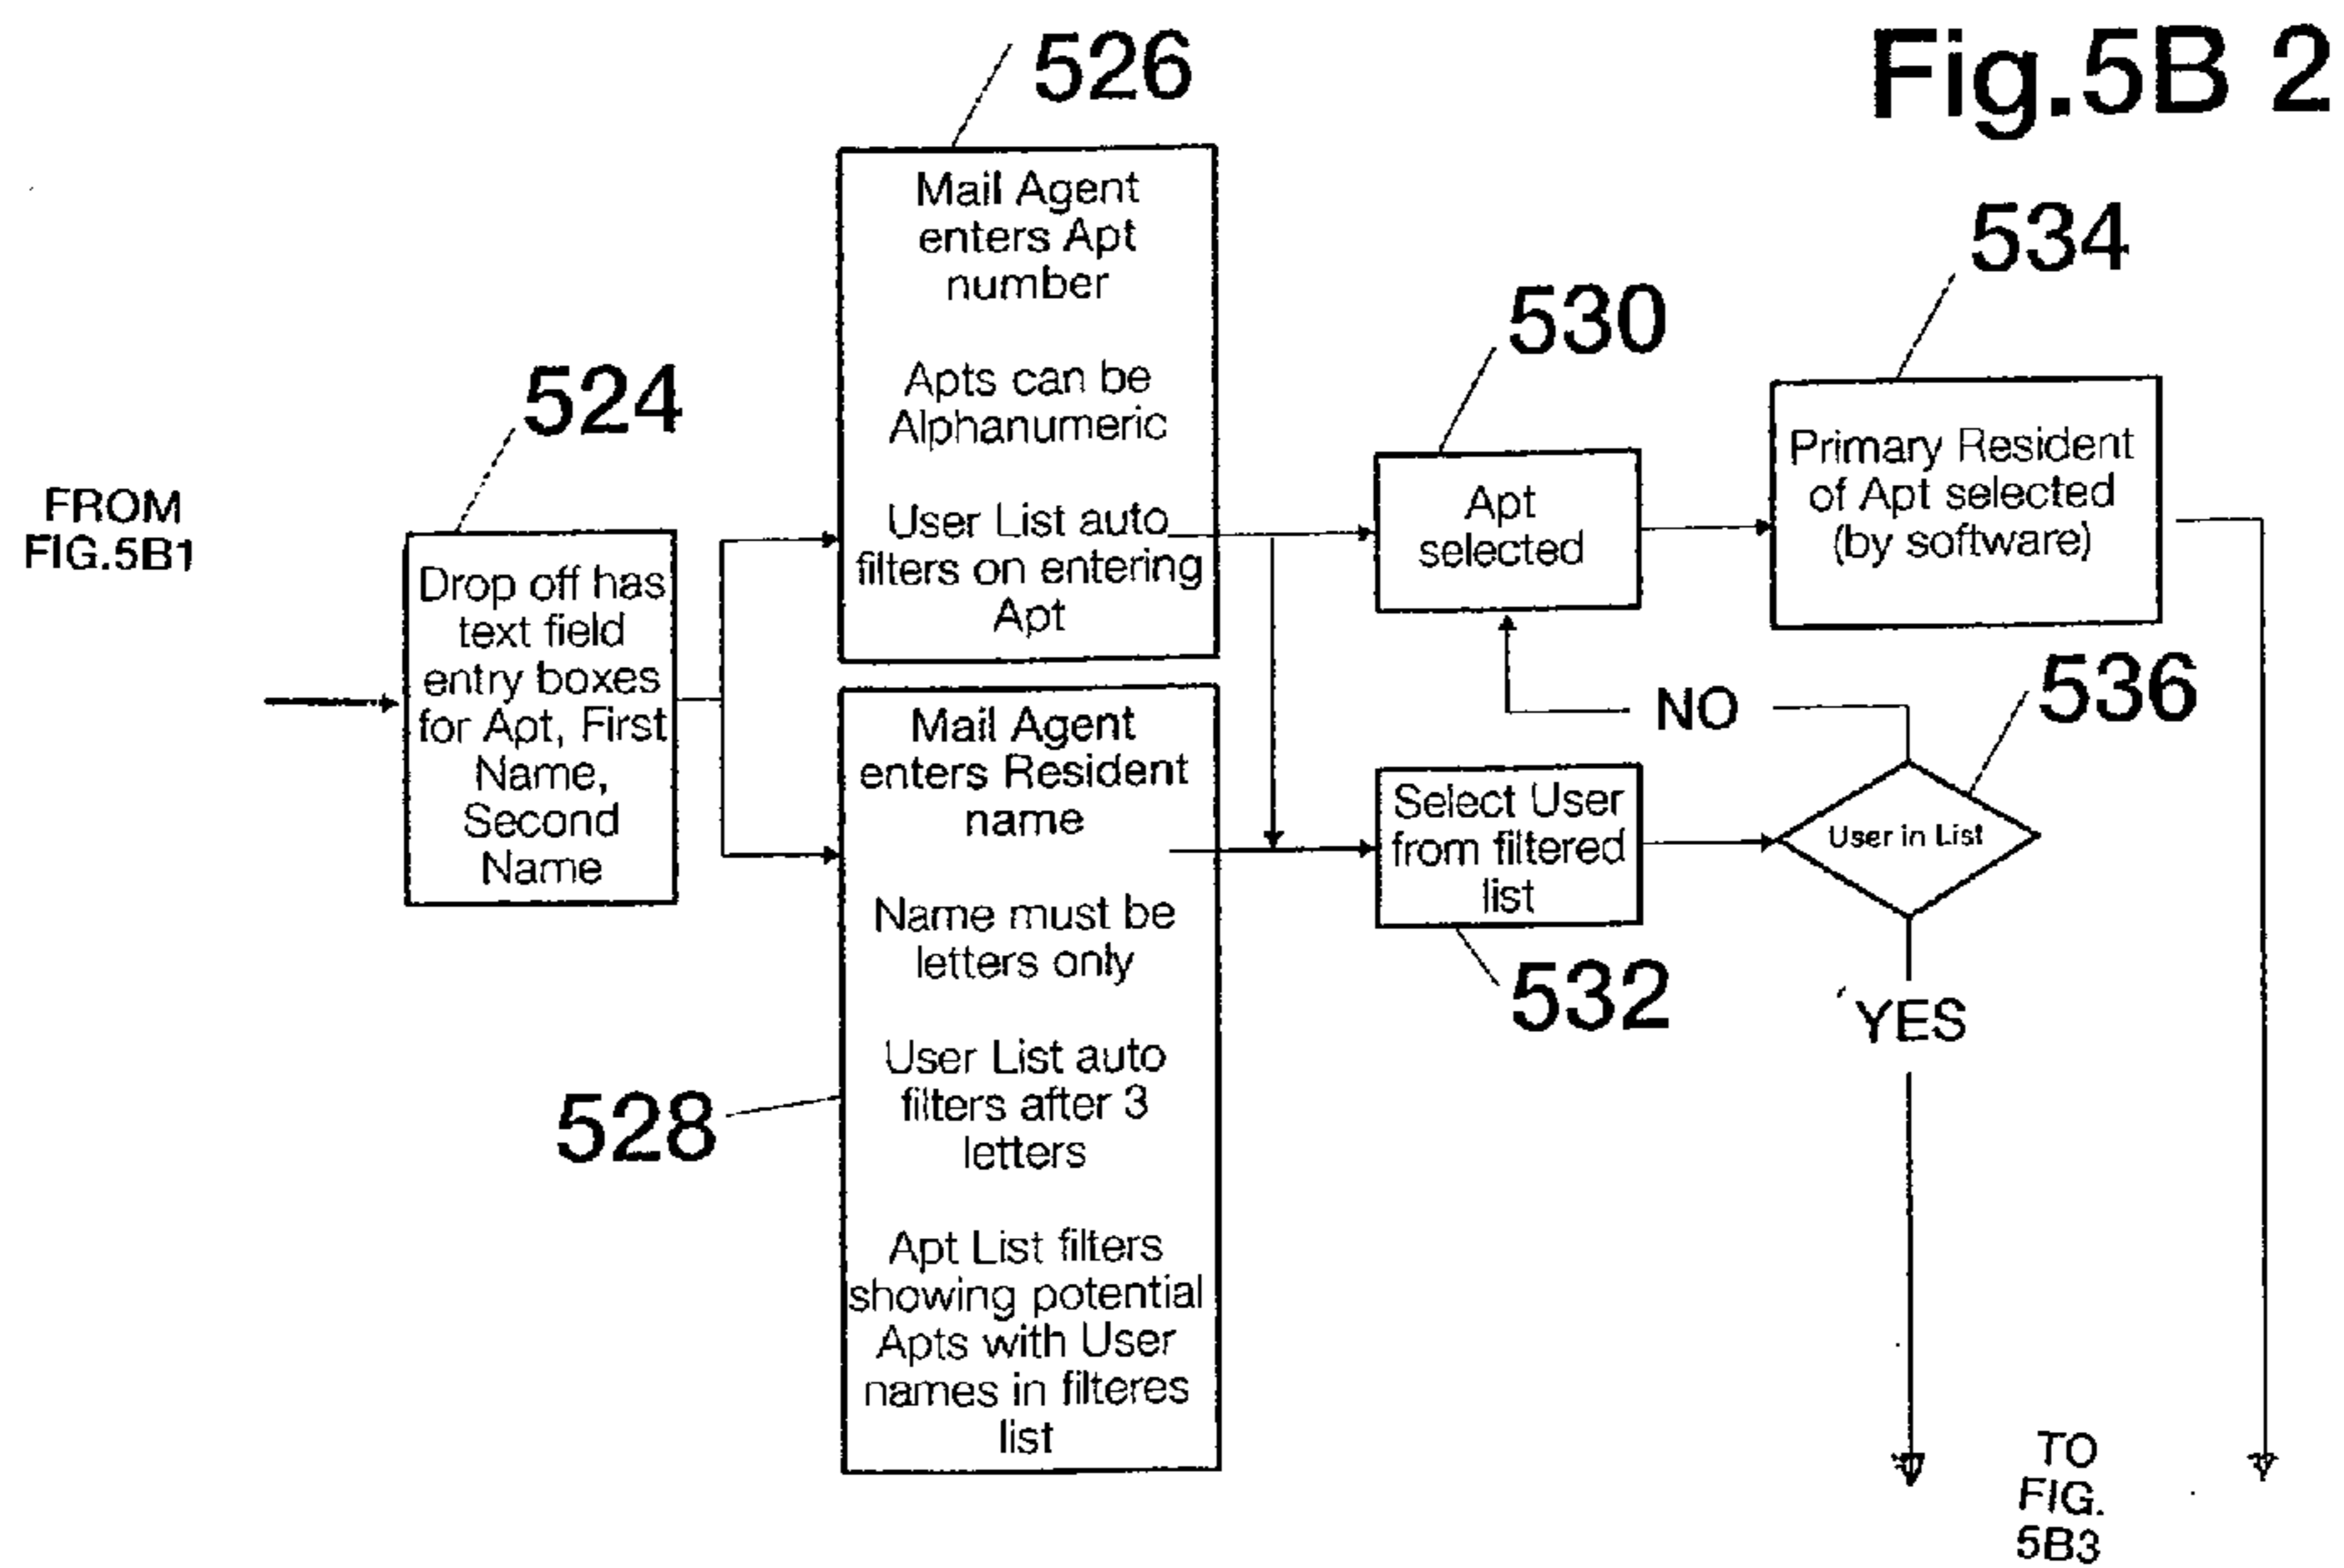 Fig.5B 2
526
Mail Agent
enters Apt
number
Apts can be
Alphanumeric
User List auto
filters on entering
Apt
534
530
524
FROM
FIG.5B1
Drop off has
text field
entry boxes
for Apt, First
Name,
Second
Name
Apt
selected
Primary Resident
of Apt selected
(by software)
NO
536
Mail Agent
enters Resident
name
Name must be
letters only
User List auto
filters after 3
letters
Apt List filters
showing potential
Apts with User
names in filteres
list
528
Select User
from filtered
list
532
User in List
YES
TO
FIG.
5B3